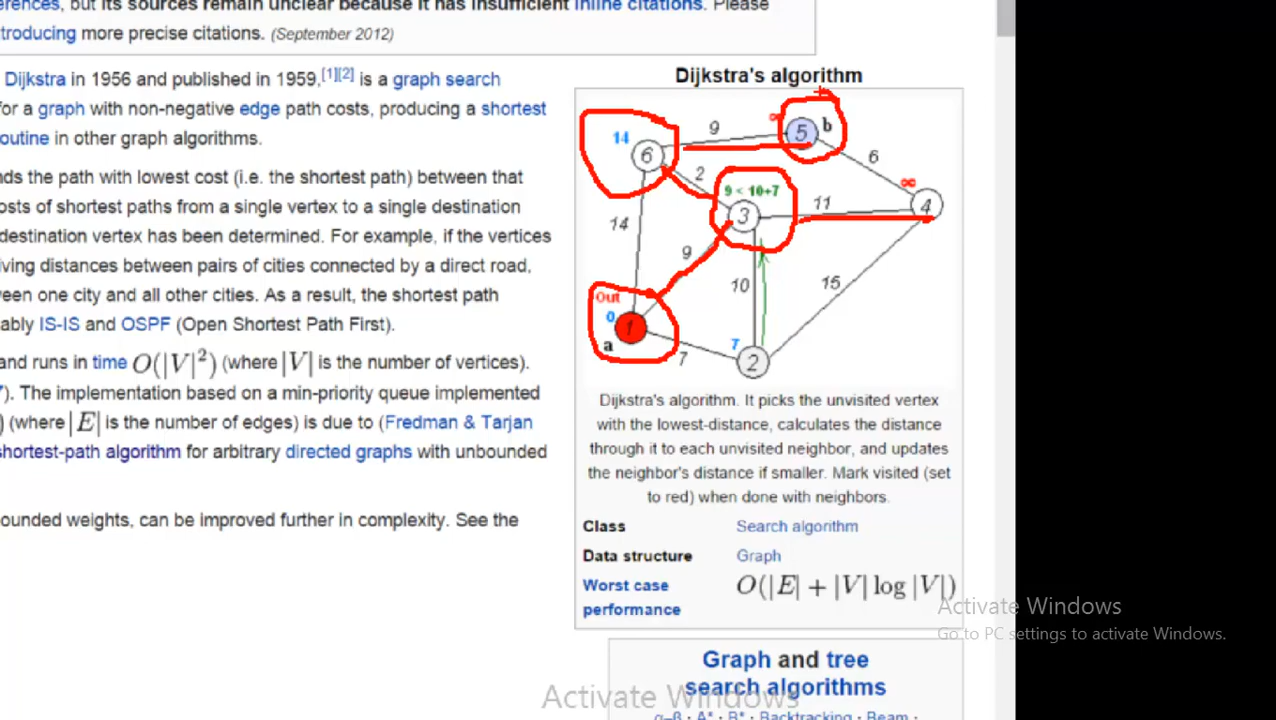 erences, but its sources remain unclear because it has insufficient inline citations. Please
troducing more precise citations. (September 2012)
Dijkstra in 1956 and published in 1959,[1][2] is a graph search
for a graph with non-negative edge path costs, producing a shortest
outine in other graph algorithms.
nds the path with lowest cost (i.e. the shortest path) between that
osts of shortest paths from a single vertex to a single destination
destination vertex has been determined. For example, if the vertices
iving distances between pairs of cities connected by a direct road,
ween one city and all other cities. As a result, the shortest path
ably IS-IS and OSPF (Open Shortest Path First).
and runs in time O(|V|²) (where |V| is the number of vertices).
7). The implementation based on a min-priority queue implemented
) (where |E| is the number of edges) is due to (Fredman & Tarjan
shortest-path algorithm for arbitrary directed graphs with unbounded
ounded weights, can be improved further in complexity. See the
Dijkstra's algorithm
14
6
9
∞
5
b
6
2
9 < 10+7
3
11
∞
4
14
9
10
15
Out
0
1
a
7
7
2
Dijkstra's algorithm. It picks the unvisited vertex
with the lowest-distance, calculates the distance
through it to each unvisited neighbor, and updates
the neighbor's distance if smaller. Mark visited (set
to red) when done with neighbors.
Class Search algorithm
Data structure Graph
Worst case
performance
O(|E| + |V| log |V|)
Graph and tree
search algorithms
α–β · A* · B* · Backtracking · Beam ·
Activate Windows
Go to PC settings to activate Windows.
Activate Windows